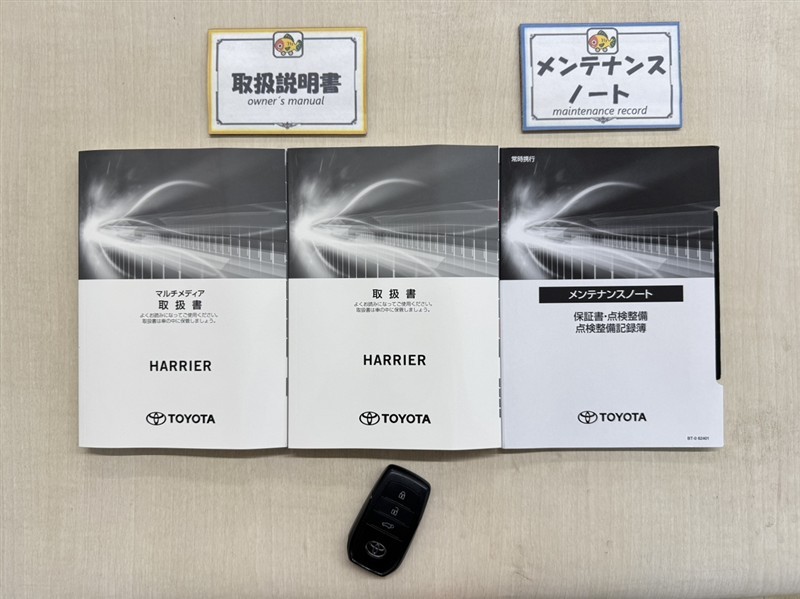 取扱説明書
owner's manual
メンテナンス
ノート
maintenance record
マルチメディア
取扱書
よくお読みになってご使用ください。
取扱書は車の中に保管しましょう。
HARRIER
TOYOTA
取扱書
よくお読みになってご使用ください。
取扱書は車の中に保管しましょう。
HARRIER
TOYOTA
常時携行
メンテナンスノート
保証書・点検整備
点検整備記録簿
TOYOTA
BT-0 02401